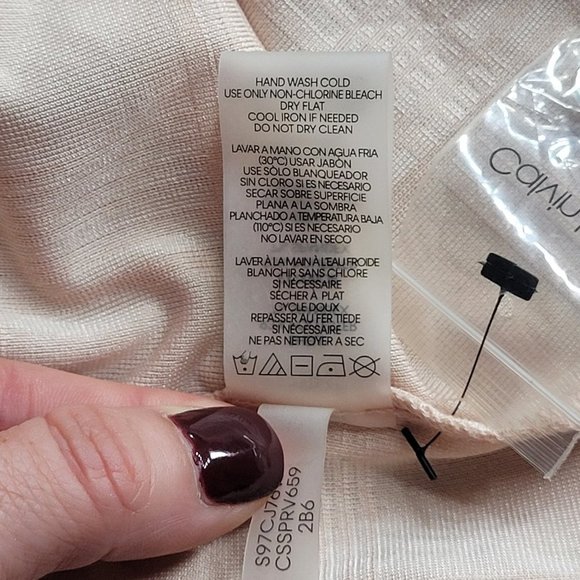 HAND WASH COLD
USE ONLY NON-CHLORINE BLEACH
DRY FLAT
COOL IRON IF NEEDED
DO NOT DRY CLEAN
LAVAR A MANO CON AGUA FRIA
(30°C) USAR JABÓN
USE SÓLO BLANQUEADOR
SIN CLORO SI ES NECESARIO
SECAR SOBRE SUPERFICIE
PLANA A LA SOMBRA
PLANCHADO A TEMPERATURA BAJA
(110°C) SI ES NECESARIO
NO LAVAR EN SECO
LAVER À LA MAIN À L'EAU FROIDE
BLANCHIR SANS CHLORE
SI NÉCESSAIRE
SÉCHER À PLAT
CYCLE DOUX
REPASSER AU FER TIEDE
SI NÉCESSAIRE
NE PAS NETTOYER A SEC
Calvin
CSSPRV659
2B6